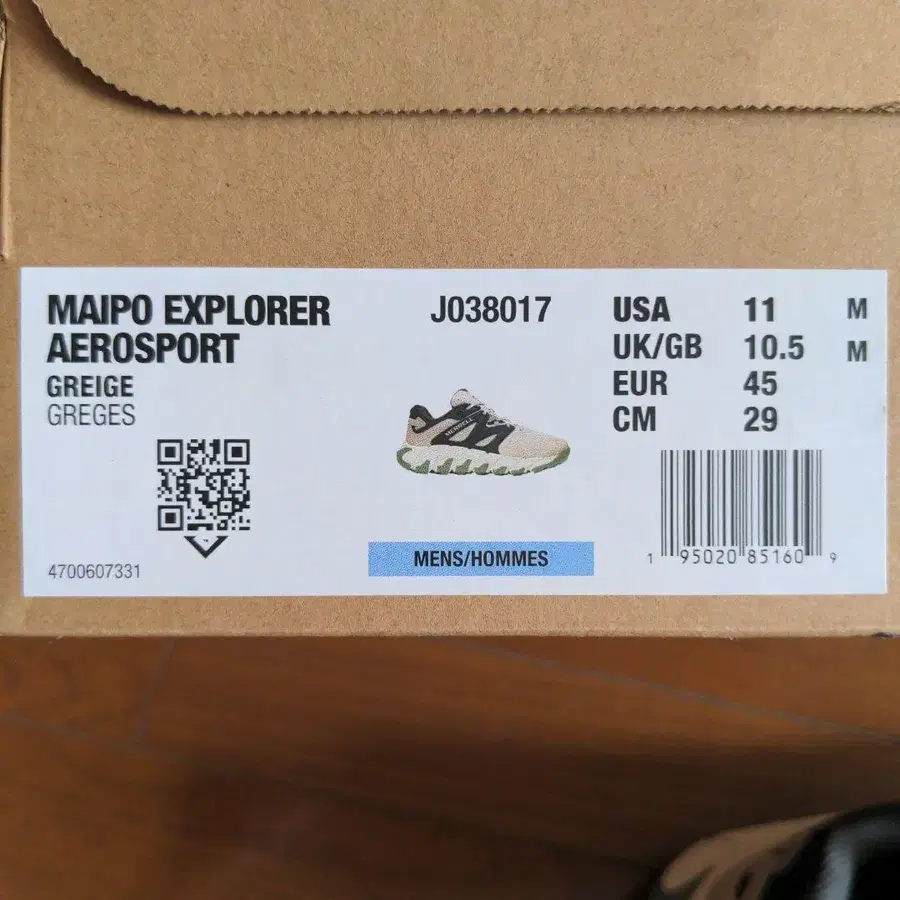 MAIPO EXPLORER
AEROSPORT
GREIGE
GREGES
4700607331
J038017
MERRELL
MENS/HOMMES
USA 11 M
UK/GB 10.5 M
EUR 45
CM 29
1 95020 85160 9